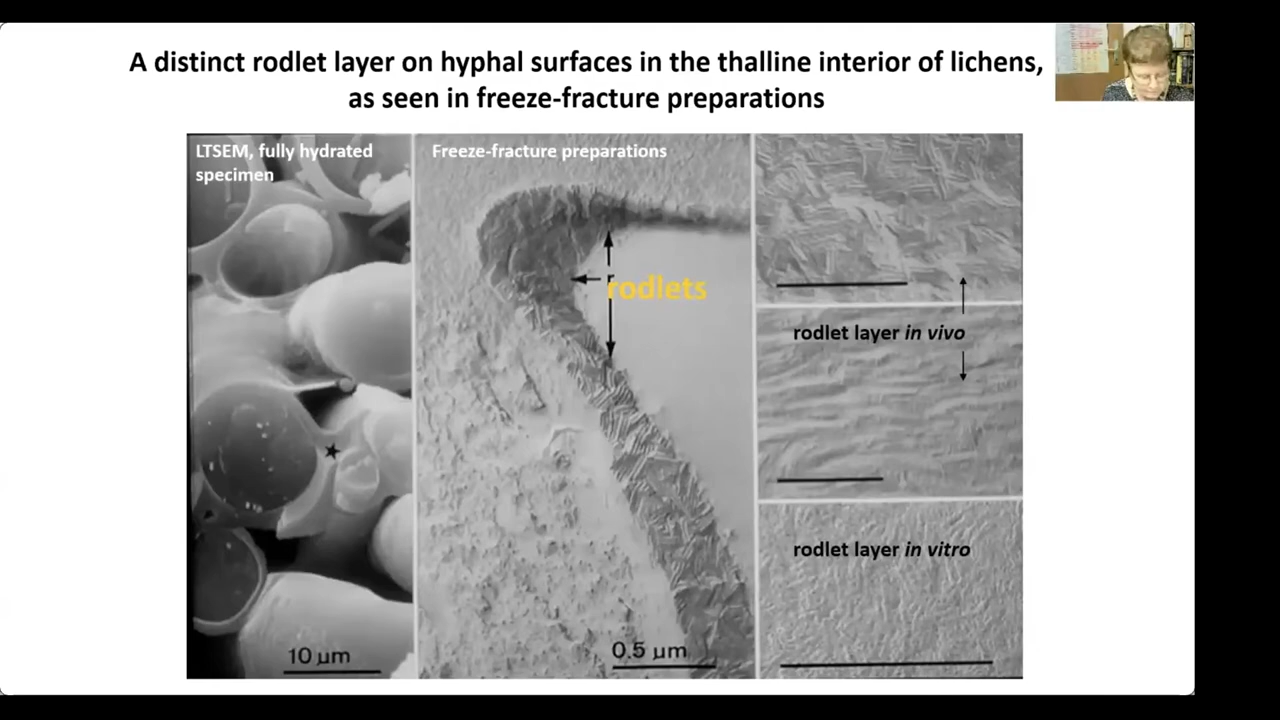 A distinct rodlet layer on hyphal surfaces in the thalline interior of lichens,
as seen in freeze-fracture preparations
LTSEM, fully hydrated
specimen
Freeze-fracture preparations
rodlets
rodlet layer in vivo
rodlet layer in vitro
10 µm
0.5 µm